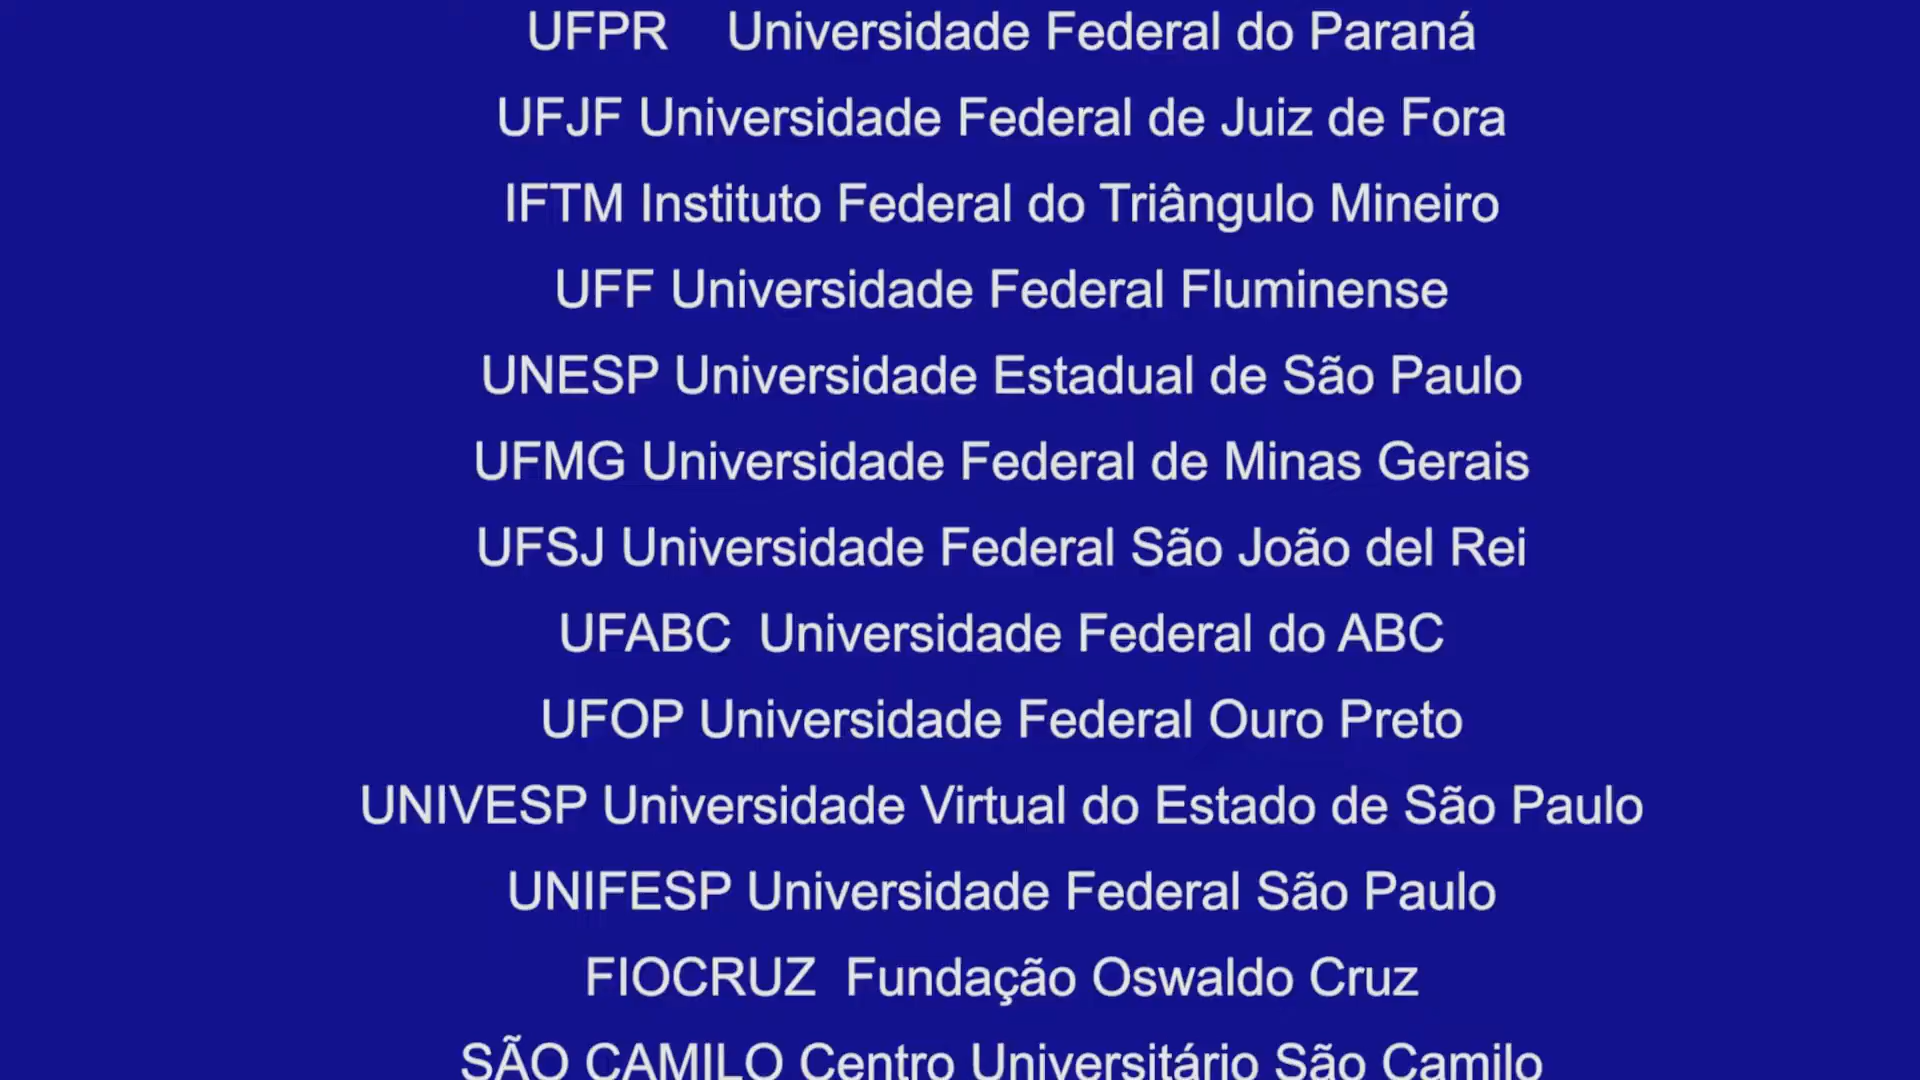 UFPR Universidade Federal do Paraná
UFJF Universidade Federal de Juiz de Fora
IFTM Instituto Federal do Triângulo Mineiro
UFF Universidade Federal Fluminense
UNESP Universidade Estadual de São Paulo
UFMG Universidade Federal de Minas Gerais
UFSJ Universidade Federal São João del Rei
UFABC Universidade Federal do ABC
UFOP Universidade Federal Ouro Preto
UNIVESP Universidade Virtual do Estado de São Paulo
UNIFESP Universidade Federal São Paulo
FIOCRUZ Fundação Oswaldo Cruz
SÃO CAMILO Centro Universitário São Camilo